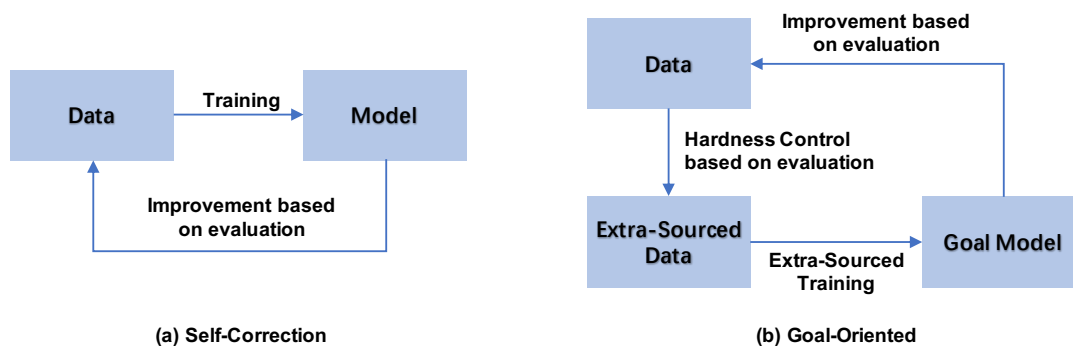 Data
Training
Model
Improvement based
on evaluation
(a) Self-Correction
Improvement based
on evaluation
Data
Hardness Control
based on evaluation
Extra-Sourced
Data
Extra-Sourced
Training
Goal Model
(b) Goal-Oriented